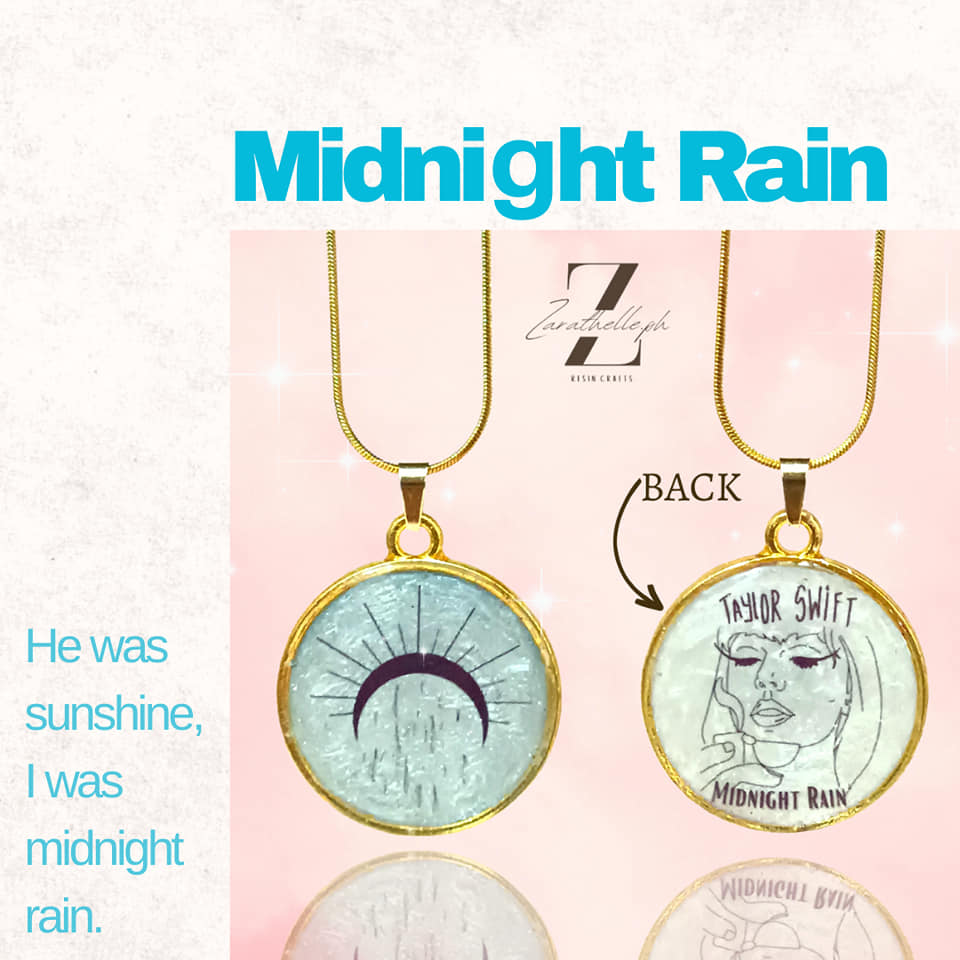 Midnight Rain
Z
Zarathelle.ph
RESIN CRAFTS
BACK
TAYLOR SWIFT
MIDNIGHT RAIN
MIDNIGHT RAIN
He was
sunshine,
I was
midnight
rain.